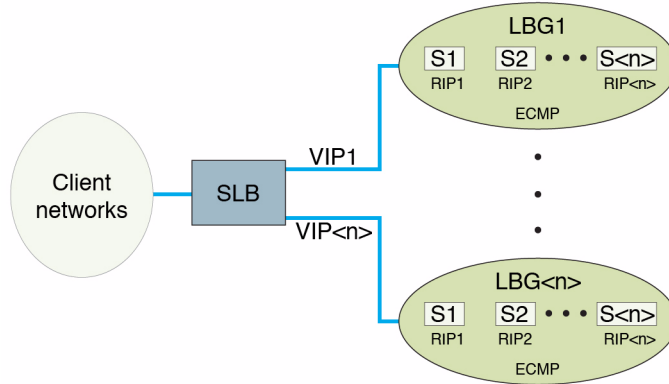 LBG1
S1 S2 • • • S<n>
RIP1 RIP2 RIP<n>
ECMP
Client
networks
SLB
VIP1
VIP<n>
LBG<n>
S1 S2 • • • S<n>
RIP1 RIP2 RIP<n>
ECMP